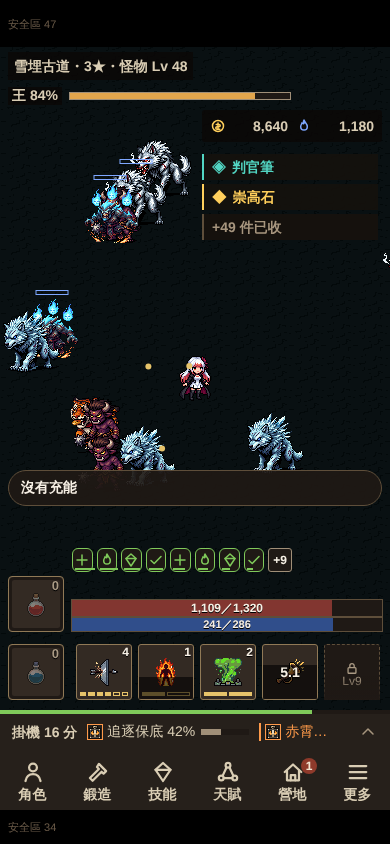 安全區 47
雪埋古道・3★・怪物 Lv 48
王 84%
8,640 1,180
判官筆
崇高石
+49 件已收
沒有充能
+9
0
1,109／1,320
241／286
0
4
1
2
5.1
Lv9
掛機 16 分
追逐保底 42%
赤霄…
1
角色
鍛造
技能
天賦
營地
更多
安全區 34